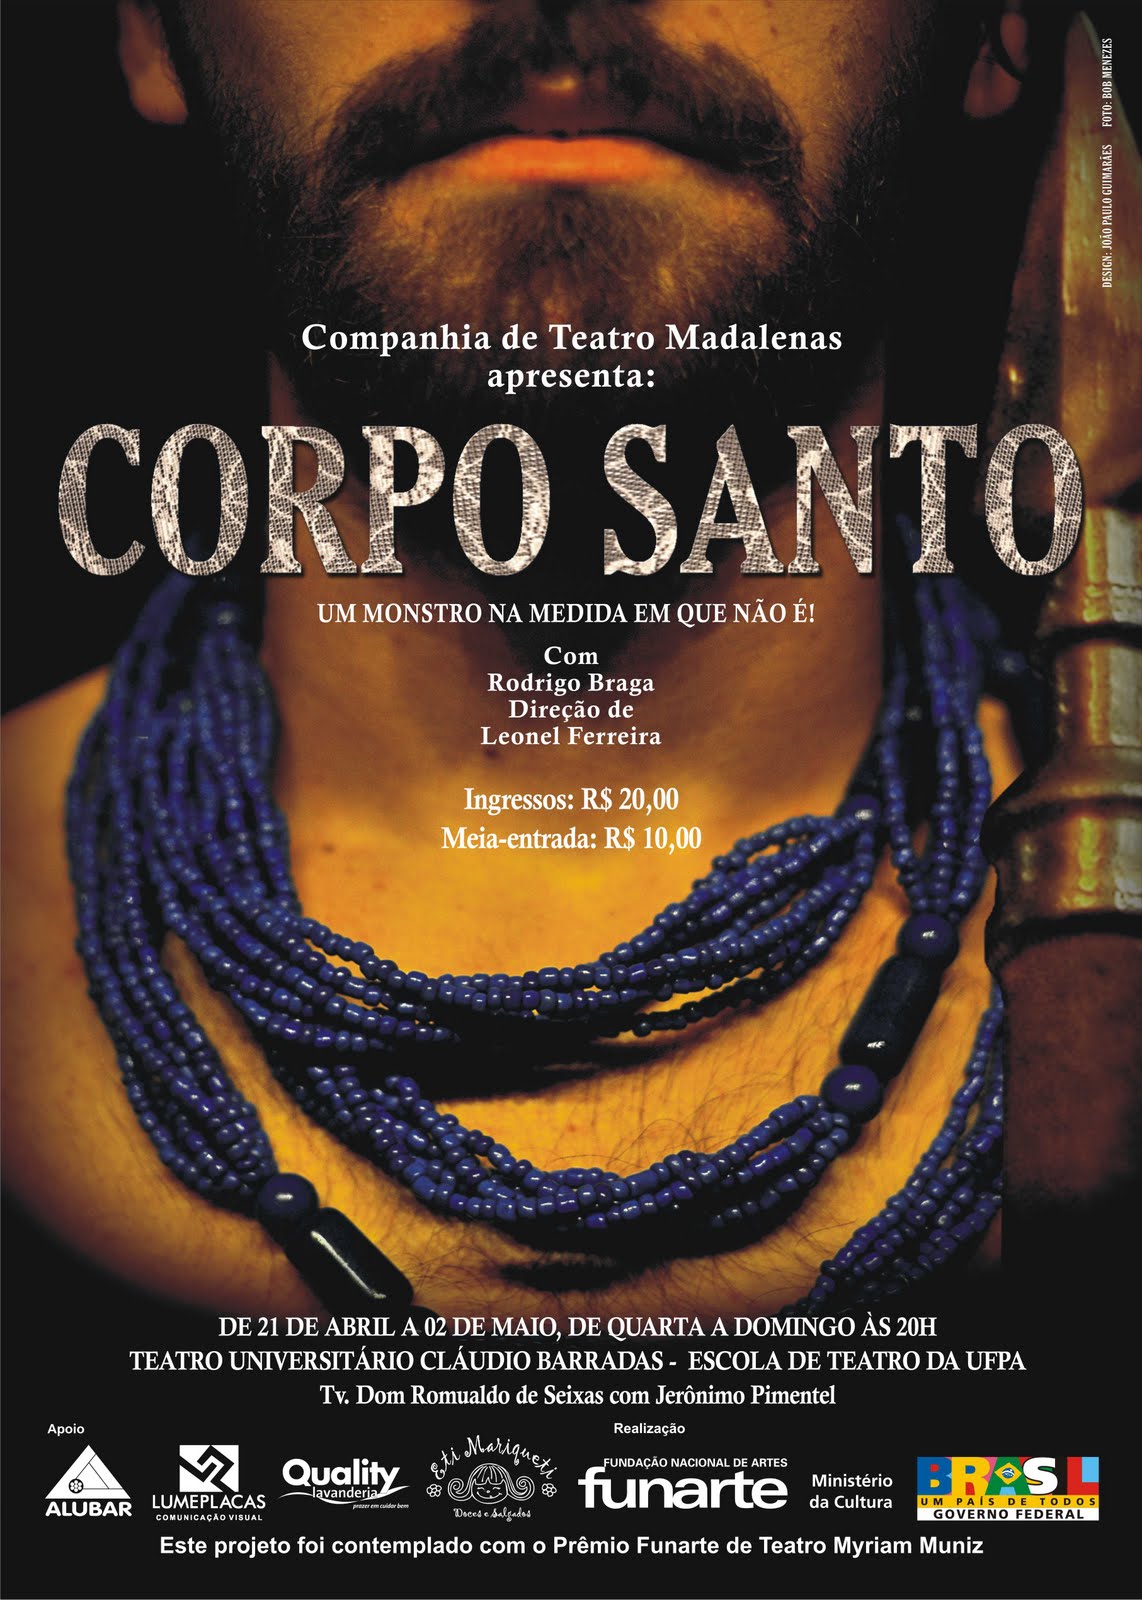 DESIGN: JOÃO PAULO GUIMARÃES FOTO: BOB MENEZES
Companhia de Teatro Madalenas
apresenta:
CORPO SANTO
UM MONSTRO NA MEDIDA EM QUE NÃO É!
Com
Rodrigo Braga
Direção de
Leonel Ferreira
Ingressos: R$ 20,00
Meia-entrada: R$ 10,00
DE 21 DE ABRIL A 02 DE MAIO, DE QUARTA A DOMINGO ÀS 20H
TEATRO UNIVERSITÁRIO CLÁUDIO BARRADAS - ESCOLA DE TEATRO DA UFPA
Tv. Dom Romualdo de Seixas com Jerônimo Pimentel
Apoio
ALUBAR
LUMEPLACAS
COMUNICAÇÃO VISUAL
Quality
lavanderia
prazer em cuidar bem
Eti Mariqueti
Doces e Salgados
Realização
FUNDAÇÃO NACIONAL DE ARTES
funarte
Ministério
da Cultura
BRASIL
UM PAÍS DE TODOS
GOVERNO FEDERAL
Este projeto foi contemplado com o Prêmio Funarte de Teatro Myriam Muniz